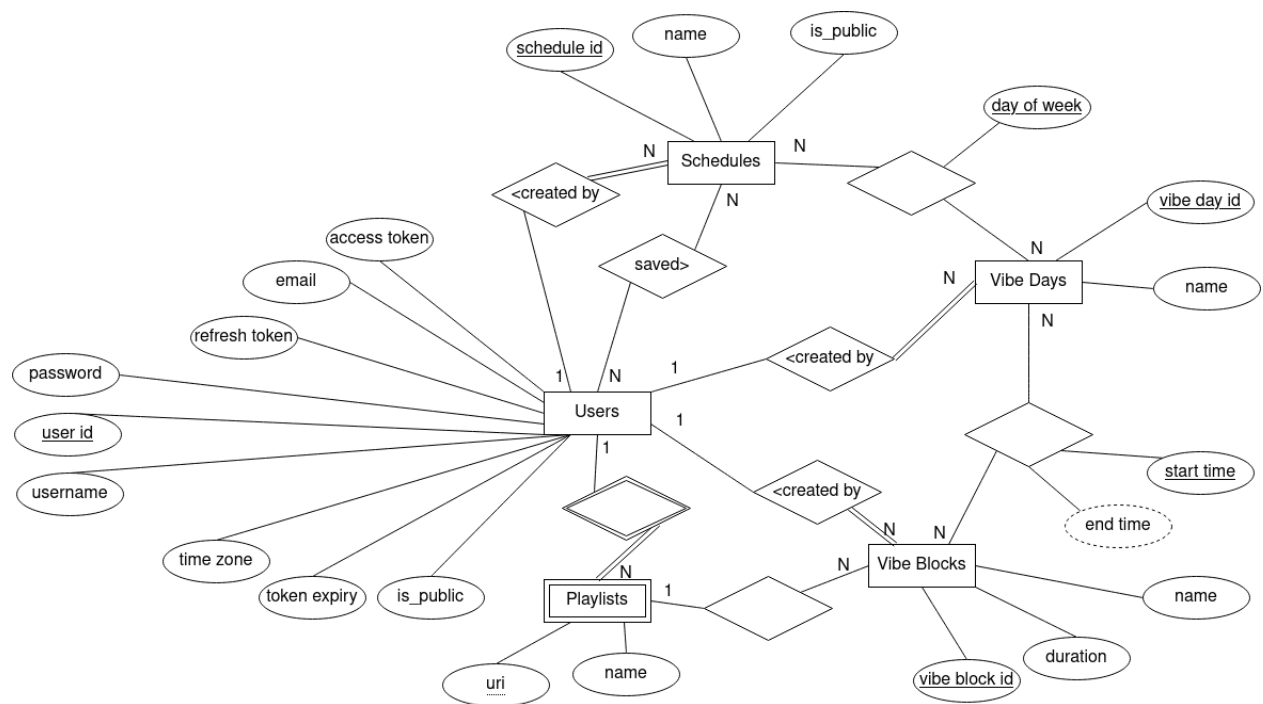 name
is_public
schedule id
day of week
N
N
Schedules
<created by
N
vibe day id
access token
N
saved>
email
N
Vibe Days
name
refresh token
N
<created by
1
password
1
N
Users
1
user id
1
start time
username
<created by
end time
N
N
time zone
N
Vibe Blocks
token expiry
is_public
N
1
Playlists
name
duration
uri
name
vibe block id